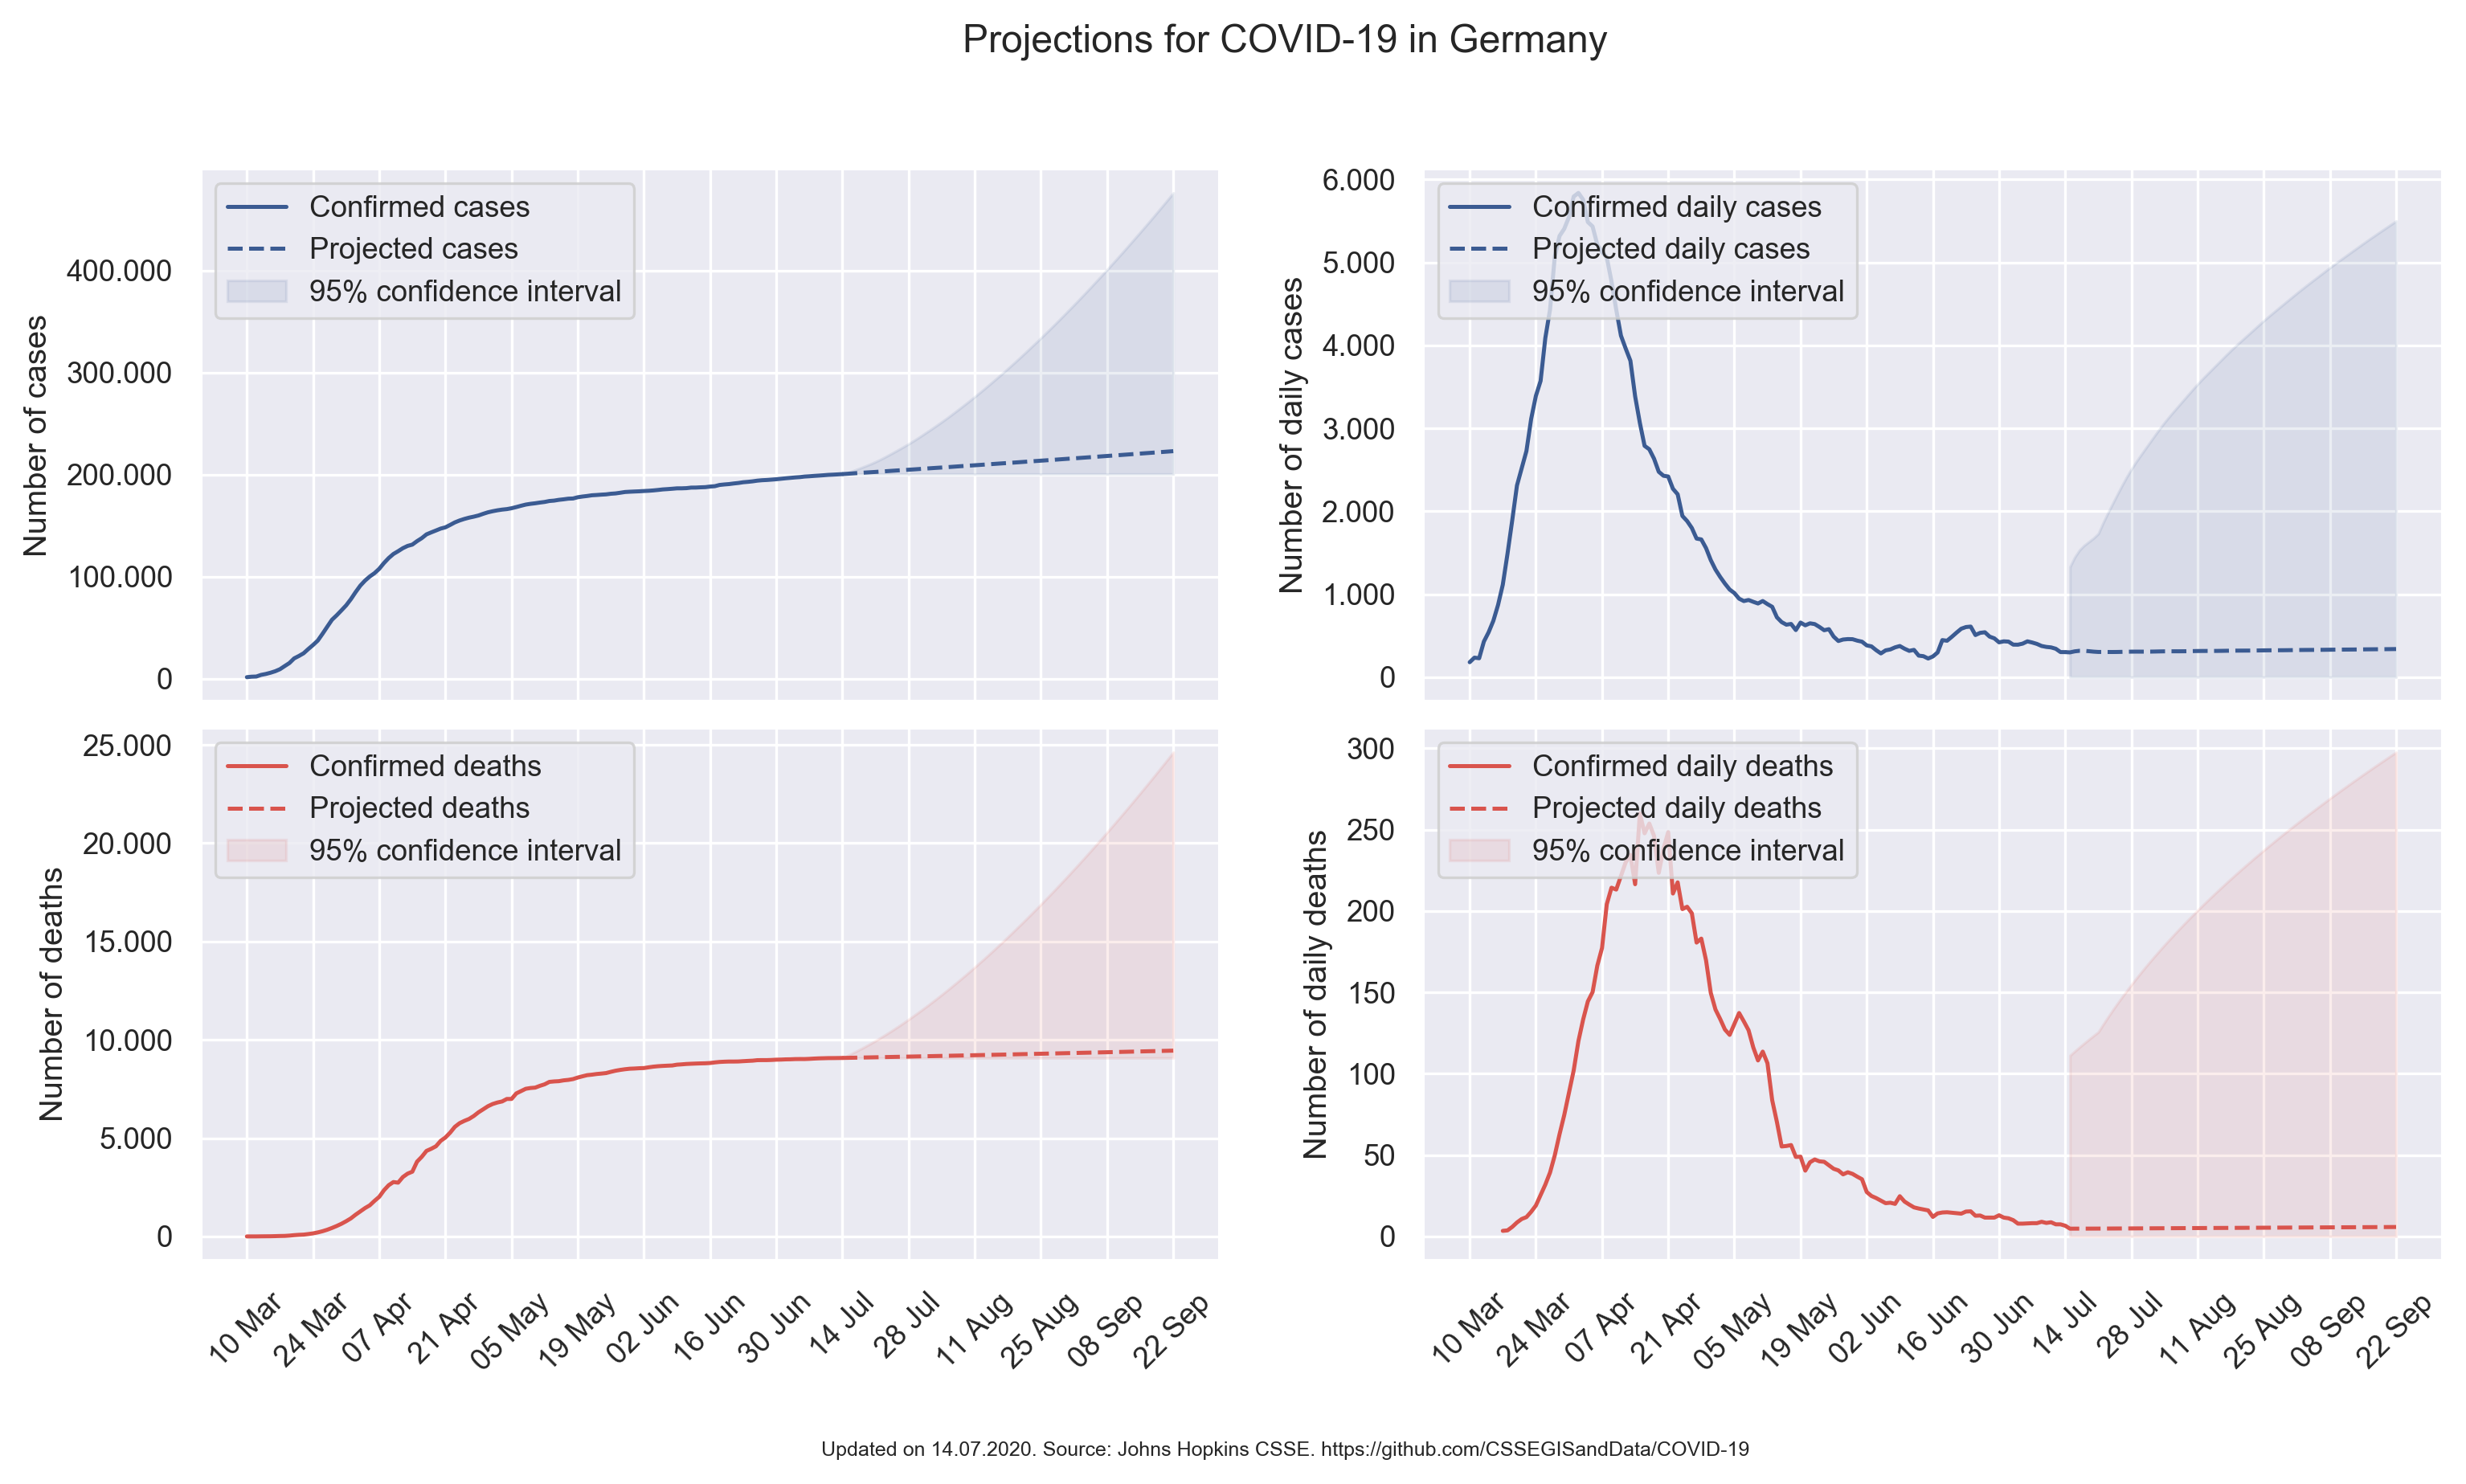 Projections for COVID-19 in Germany
Number of cases
400.000
300.000
200.000
100.000
0
Confirmed cases
Projected cases
95% confidence interval
Number of daily cases
6.000
5.000
4.000
3.000
2.000
1.000
0
Confirmed daily cases
Projected daily cases
95% confidence interval
Number of deaths
25.000
20.000
15.000
10.000
5.000
0
Confirmed deaths
Projected deaths
95% confidence interval
10 Mar
24 Mar
07 Apr
21 Apr
05 May
19 May
02 Jun
16 Jun
30 Jun
14 Jul
28 Jul
11 Aug
25 Aug
08 Sep
22 Sep
Number of daily deaths
300
250
200
150
100
50
0
Confirmed daily deaths
Projected daily deaths
95% confidence interval
10 Mar
24 Mar
07 Apr
21 Apr
05 May
19 May
02 Jun
16 Jun
30 Jun
14 Jul
28 Jul
11 Aug
25 Aug
08 Sep
22 Sep
Updated on 14.07.2020. Source: Johns Hopkins CSSE. https://github.com/CSSEGISandData/COVID-19